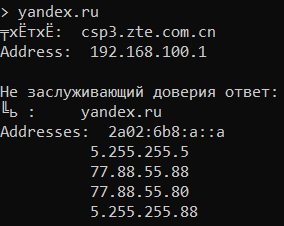 > yandex.ru
╤хЁтхЁ:  csp3.zte.com.cn
Address:  192.168.100.1

Не заслуживающий доверия ответ:
╚ь :     yandex.ru
Addresses:  2a02:6b8:a::a
          5.255.255.5
          77.88.55.88
          77.88.55.80
          5.255.255.88